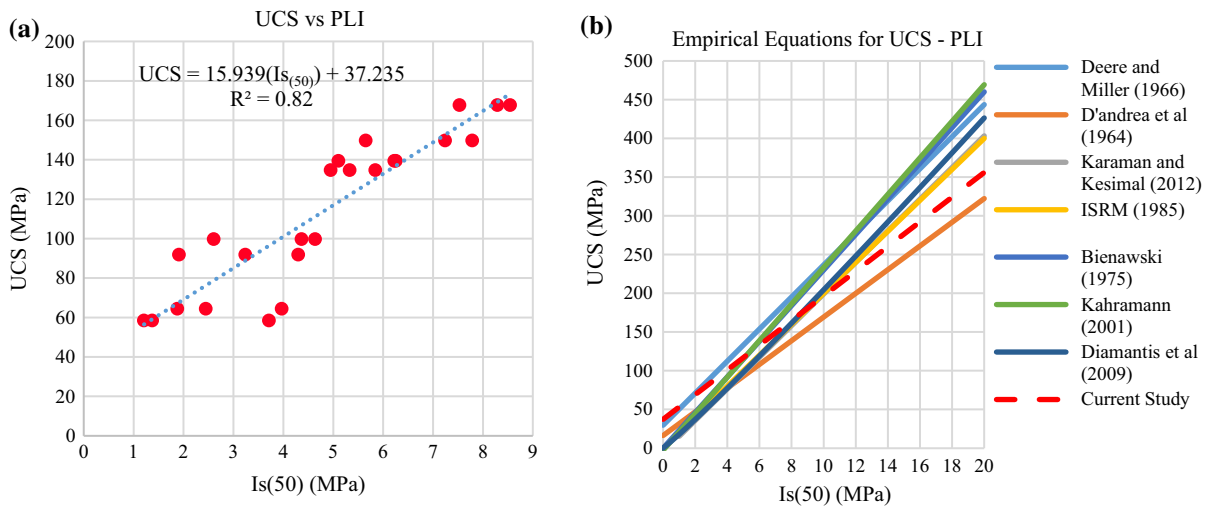 (a)
UCS vs PLI
UCS = 15.939(Is(50)) + 37.235
R² = 0.82
200
180
160
140
120
100
80
60
40
20
0
UCS (MPa)
0 1 2 3 4 5 6 7 8 9
Is(50) (MPa)
(b)
Empirical Equations for UCS - PLI
500
450
400
350
300
250
200
150
100
50
0
UCS (MPa)
0 2 4 6 8 10 12 14 16 18 20
Is(50) (MPa)
Deere and
Miller (1966)
D'andrea et al
(1964)
Karaman and
Kesimal (2012)
ISRM (1985)
Bienawski
(1975)
Kahramann
(2001)
Diamantis et al
(2009)
Current Study